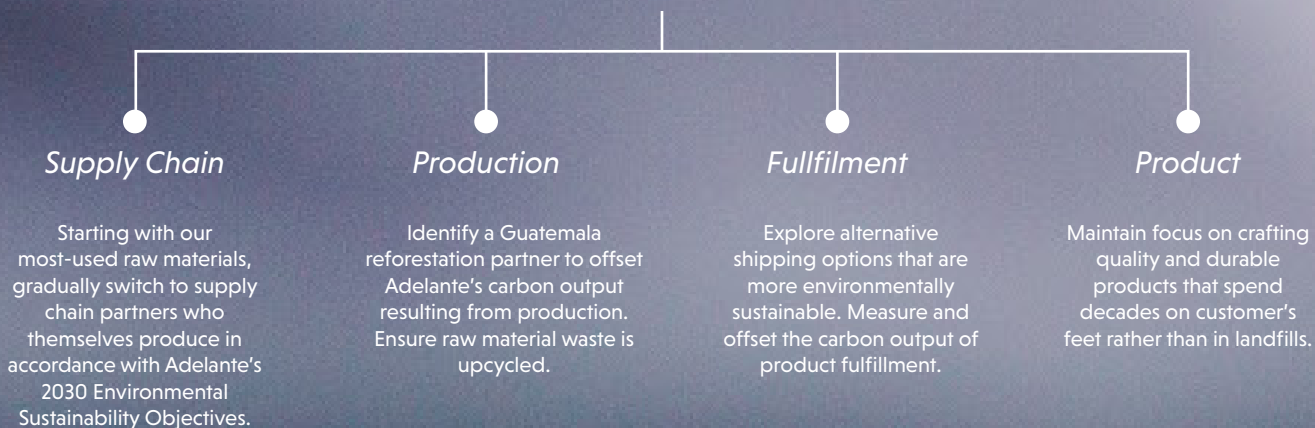 Supply Chain
Starting with our
most-used raw materials,
gradually switch to supply
chain partners who
themselves produce in
accordance with Adelante's
2030 Environmental
Sustainability Objectives.
Production
Identify a Guatemala
reforestation partner to offset
Adelante's carbon output
resulting from production.
Ensure raw material waste is
upcycled.
Fullfilment
Explore alternative
shipping options that are
more environmentally
sustainable. Measure and
offset the carbon output of
product fulfillment.
Product
Maintain focus on crafting
quality and durable
products that spend
decades on customer's
feet rather than in landfills.